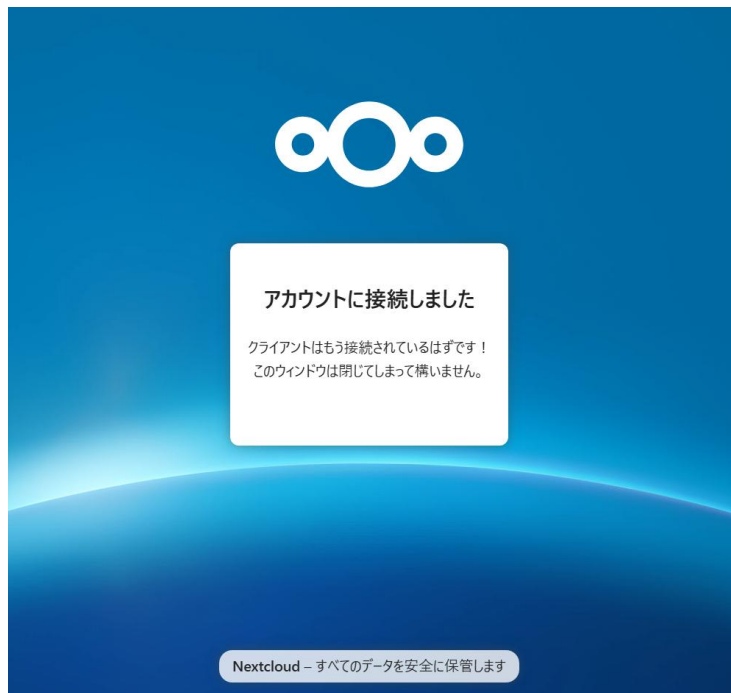 アカウントに接続しました
クライアントはもう接続されているはずです！
このウィンドウは閉じてしまって構いません。
Nextcloud – すべてのデータを安全に保管します